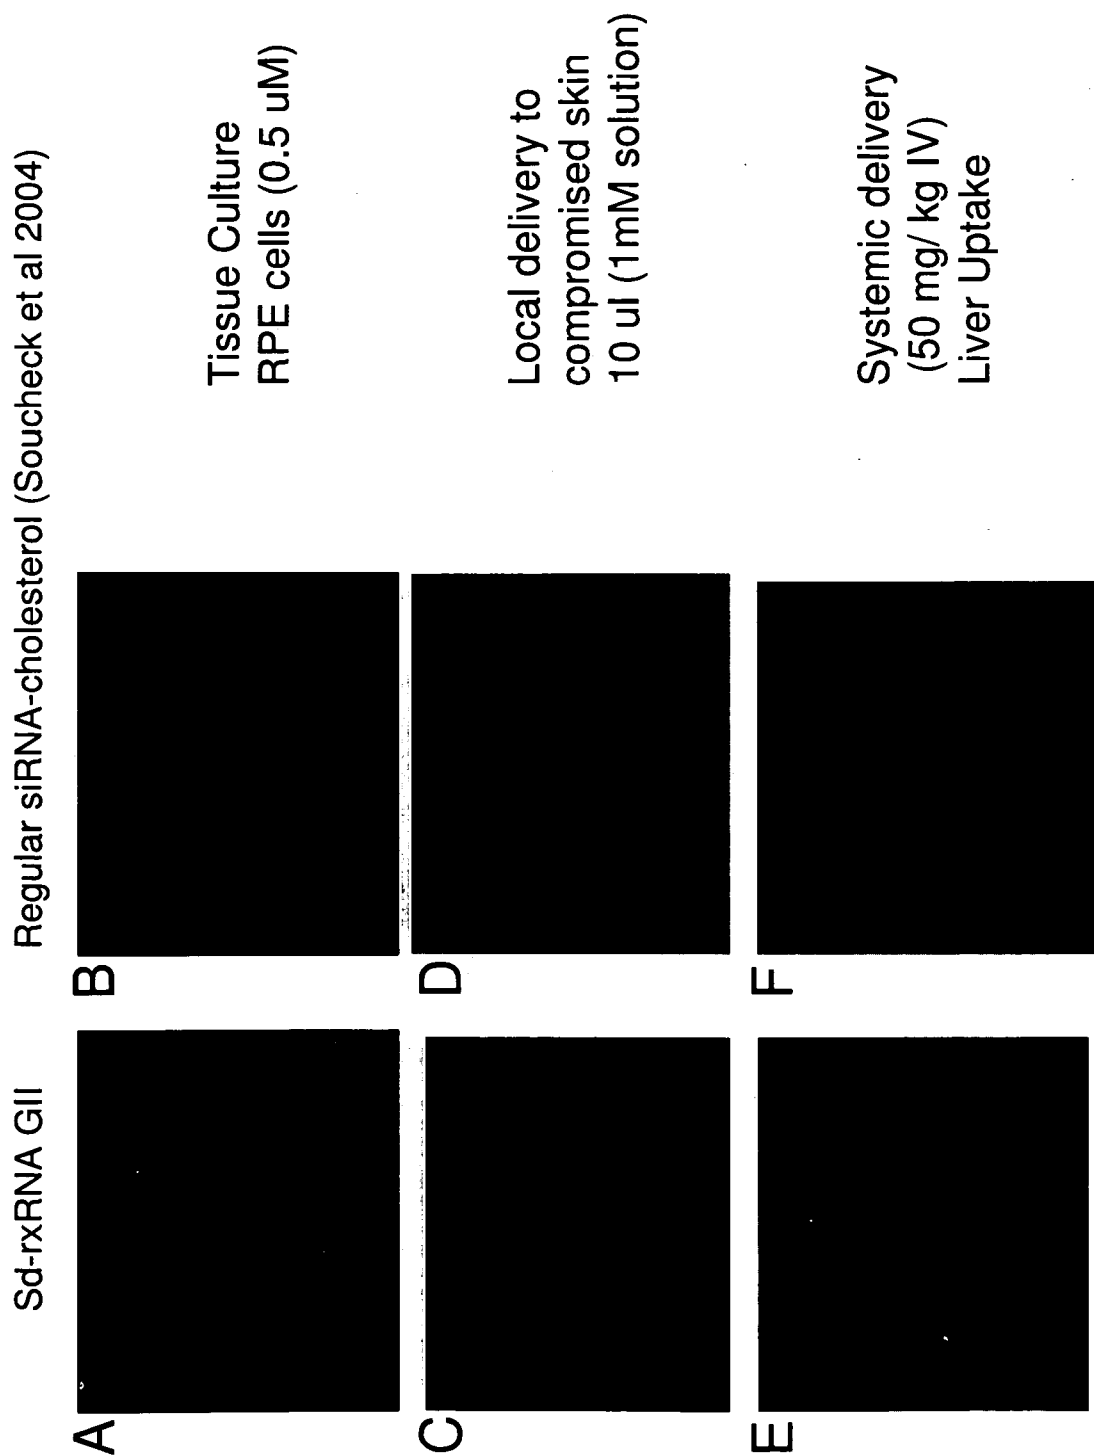 Sd-rxRNA GII
Regular siRNA-cholesterol (Soucheck et al 2004)
A
B
Tissue Culture
RPE cells (0.5 uM)
C
D
Local delivery to
compromised skin
10 ul (1mM solution)
E
F
Systemic delivery
(50 mg/ kg IV)
Liver Uptake